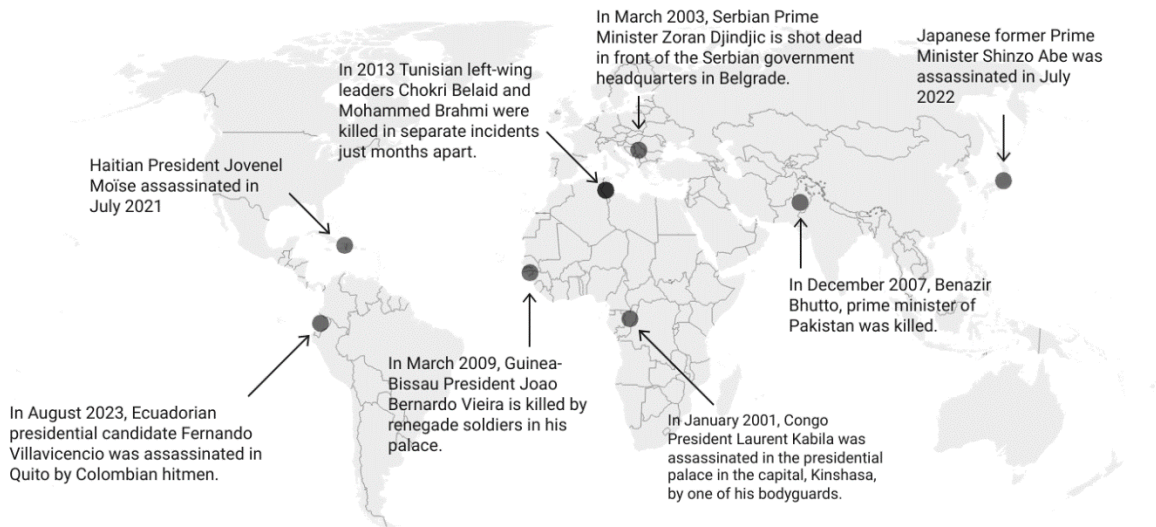 In March 2003, Serbian Prime
Minister Zoran Djindjic is shot dead
in front of the Serbian government
headquarters in Belgrade.
Japanese former Prime
Minister Shinzo Abe was
assassinated in July
2022
In 2013 Tunisian left-wing
leaders Chokri Belaid and
Mohammed Brahmi were
killed in separate incidents
just months apart.
Haitian President Jovenel
Moïse assassinated in
July 2021
In December 2007, Benazir
Bhutto, prime minister of
Pakistan was killed.
In March 2009, Guinea-
Bissau President Joao
Bernardo Vieira is killed by
renegade soldiers in his
palace.
In August 2023, Ecuadorian
presidential candidate Fernando
Villavicencio was assassinated in
Quito by Colombian hitmen.
In January 2001, Congo
President Laurent Kabila was
assassinated in the presidential
palace in the capital, Kinshasa,
by one of his bodyguards.